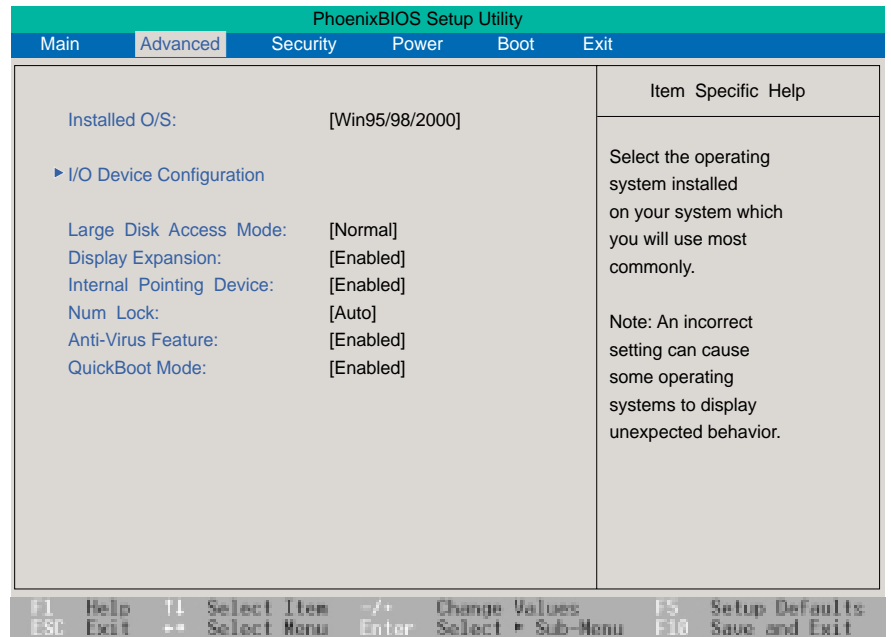 PhoenixBIOS Setup Utility
Main Advanced Security Power Boot Exit
Item Specific Help
Installed O/S: [Win95/98/2000]
I/O Device Configuration
Large Disk Access Mode: [Normal]
Display Expansion: [Enabled]
Internal Pointing Device: [Enabled]
Num Lock: [Auto]
Anti-Virus Feature: [Enabled]
QuickBoot Mode: [Enabled]
Select the operating
system installed
on your system which
you will use most
commonly.
Note: An incorrect
setting can cause
some operating
systems to display
unexpected behavior.
F1 Help ↑↓ Select Item -/+ Change Values F5 Setup Defaults
ESC Exit ←→ Select Menu Enter Select ▶ Sub-Menu F10 Save and Exit